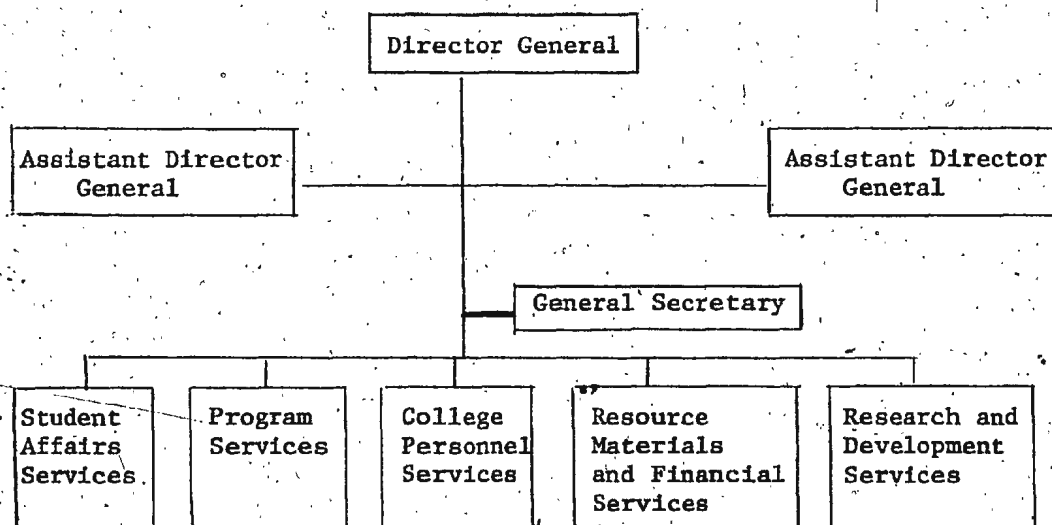 Director General
Assistant Director
General
Assistant Director
General
General Secretary
Student
Affairs
Services
Program
Services
College
Personnel
Services
Resource
Materials
and Financial
Services
Research and
Development
Services